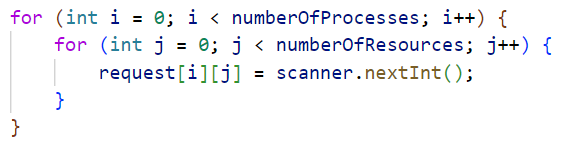 for (int i = 0; i < numberOfProcesses; i++) {
    for (int j = 0; j < numberOfResources; j++) {
        request[i][j] = scanner.nextInt();
    }
}